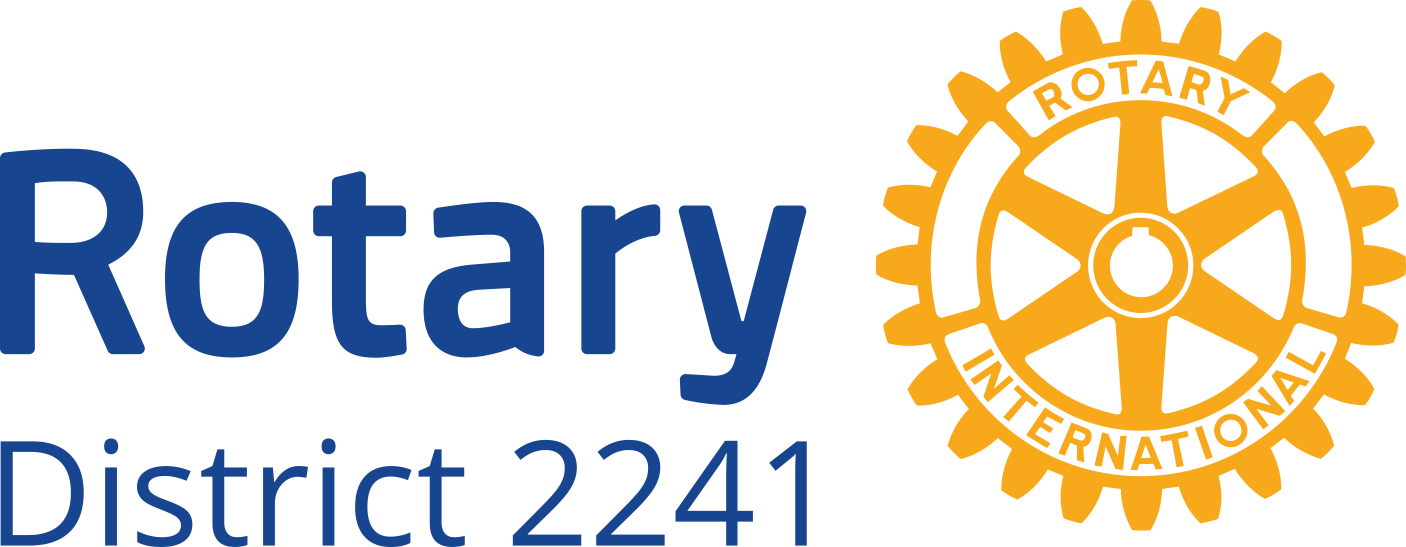 Rotary
District 2241
ROTARY
INTERNATIONAL